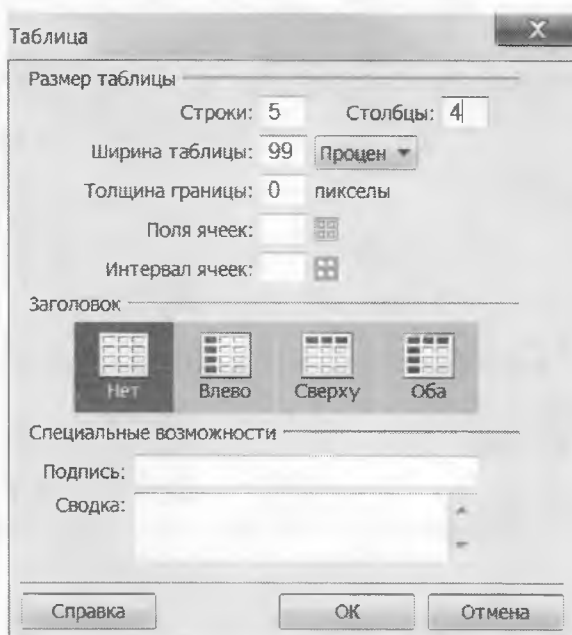 Таблица
Размер таблицы
Строки: 5 Столбцы: 4
Ширина таблицы: 99 Процен
Толщина границы: 0 пикселы
Поля ячеек:
Интервал ячеек:
Заголовок
Нет Влево Сверху Оба
Специальные возможности
Подпись:
Сводка:
Справка ОК Отмена